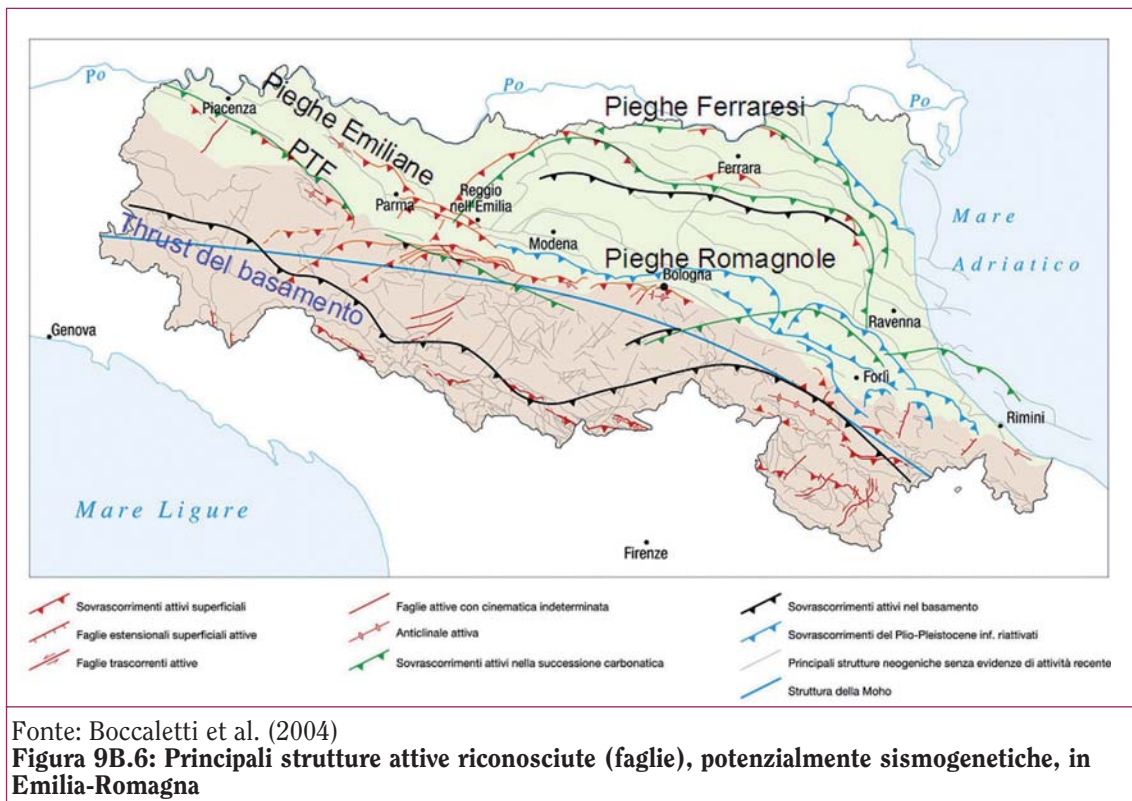 Po
Piacenza
Pieghe Emiliane
PTF
Po
Pieghe Ferraresi
Po
Ferrara
Parma
Reggio
nell'Emilia
Modena
Mare
Adriatico
Thrust del basamento
Pieghe Romagnole
Bologna
Genova
Ravenna
Forlì
Rimini
Mare Ligure
Firenze
Sovrascorrimenti attivi superficiali
Faglie estensionali superficiali attive
Faglie trascorrenti attive
Faglie attive con cinematica indeterminata
Anticlinale attiva
Sovrascorrimenti attivi nella successione carbonatica
Sovrascorrimenti attivi nel basamento
Sovrascorrimenti del Plio-Pleistocene inf. riattivati
Principali strutture neogeniche senza evidenze di attività recente
Struttura della Moho
Fonte: Boccaletti et al. (2004)
Figura 9B.6: Principali strutture attive riconosciute (faglie), potenzialmente sismogenetiche, in
Emilia-Romagna